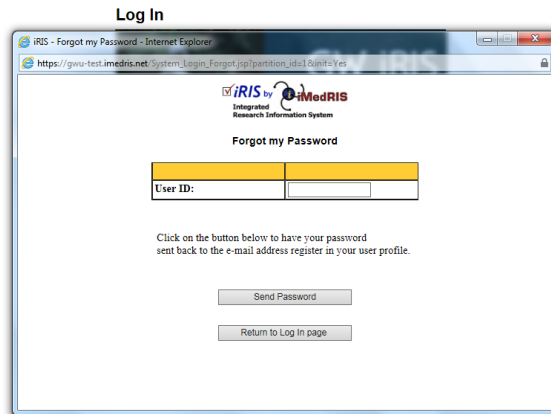 Log In
iRIS - Forgot my Password - Internet Explorer
https://gwu-test.imedris.net/System_Login_Forgot.jsp?partition_id=1&init=Yes
GW iRIS
iRIS by iMedRIS
Integrated
Research Information System
Forgot my Password
User ID:
Click on the button below to have your password
sent back to the e-mail address register in your user profile.
Send Password
Return to Log In page